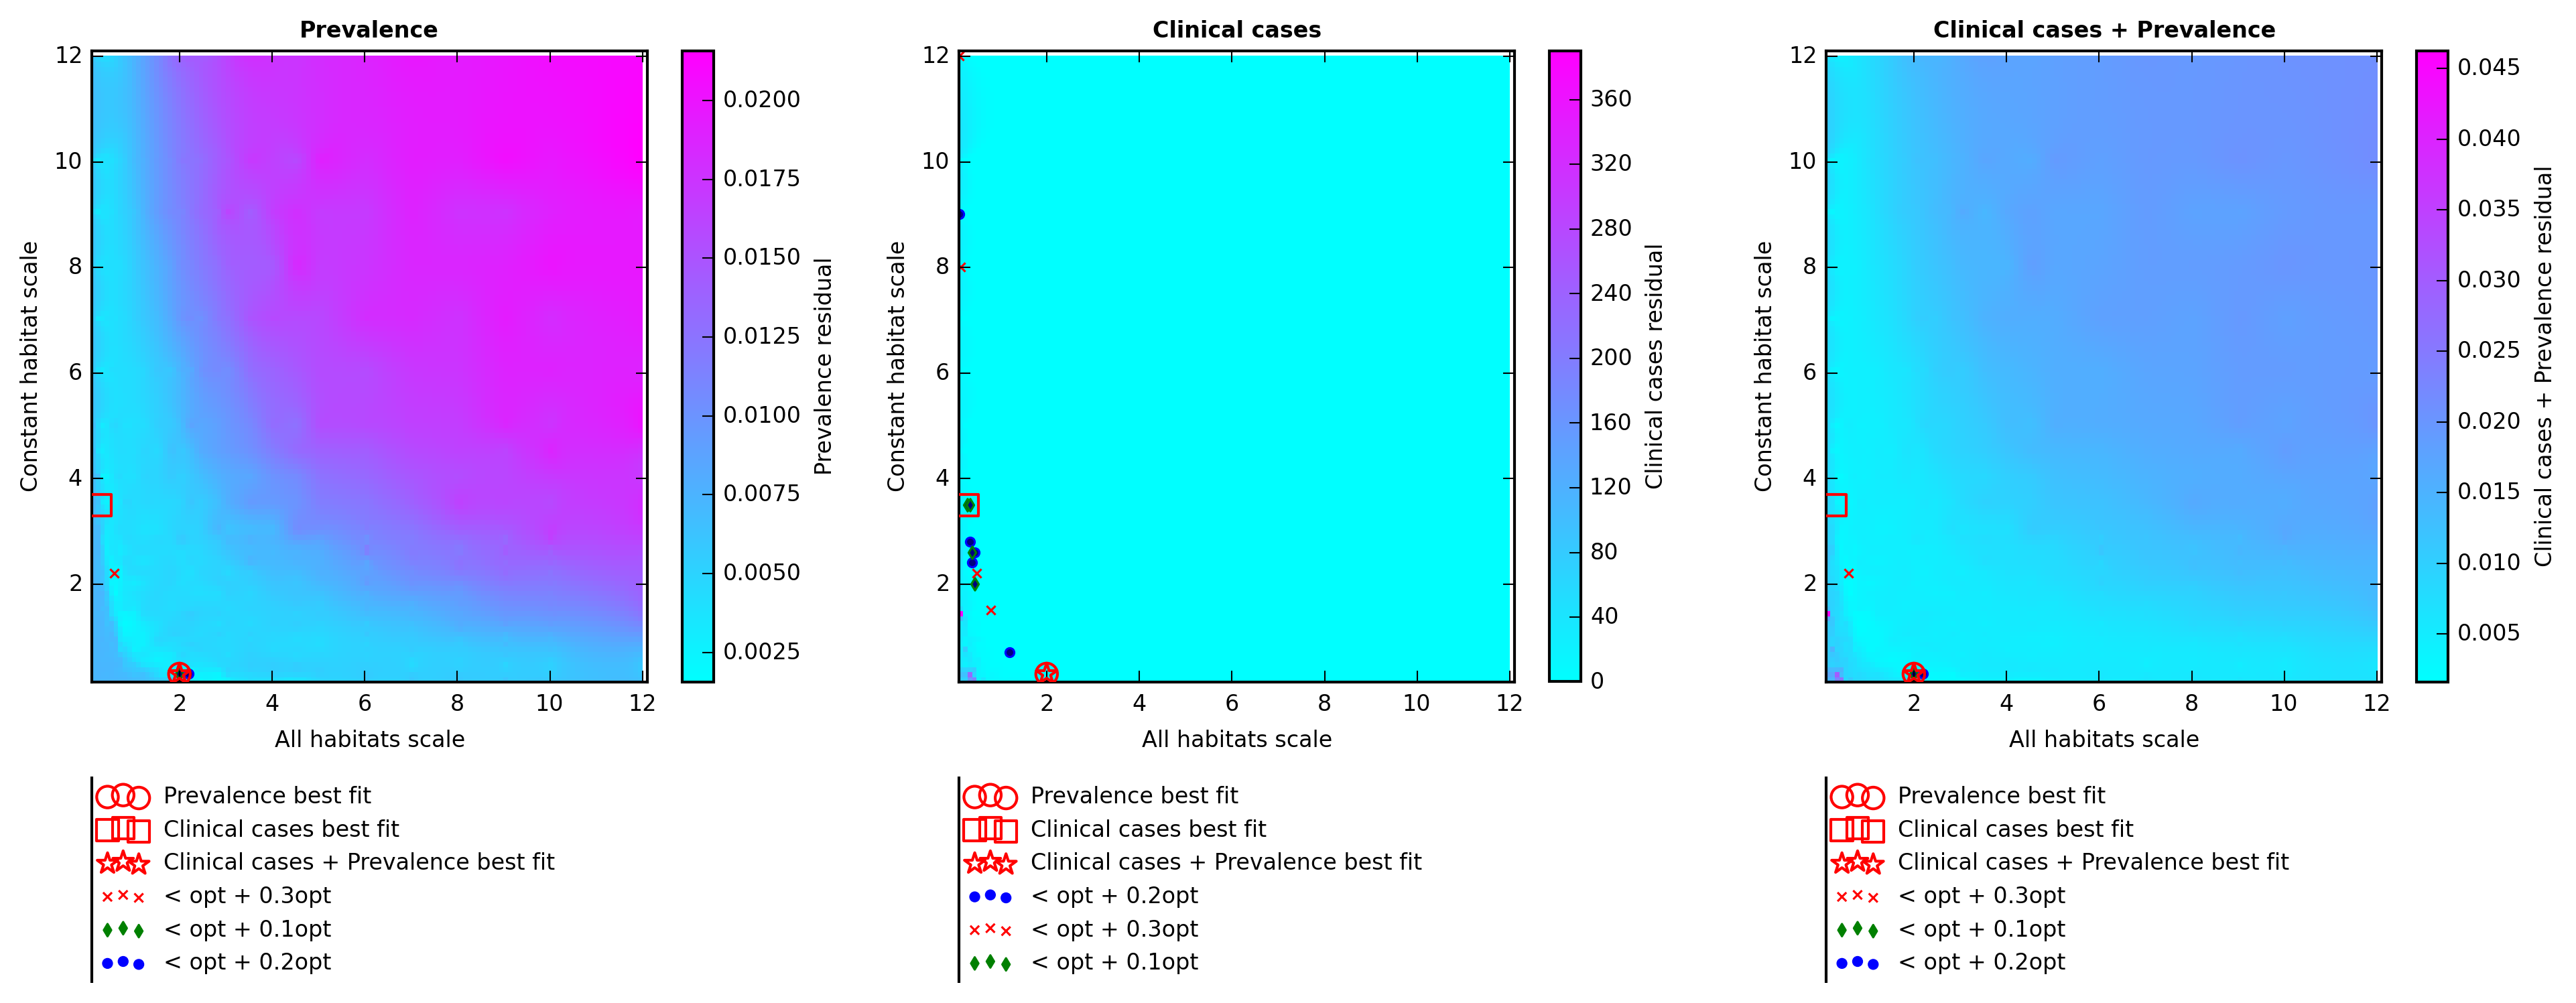 Prevalence
12
10
8
6
4
2
Constant habitat scale
2 4 6 8 10 12
All habitats scale
0.0200
0.0175
0.0150
0.0125
0.0100
0.0075
0.0050
0.0025
Prevalence residual
Prevalence best fit
Clinical cases best fit
Clinical cases + Prevalence best fit
< opt + 0.3opt
< opt + 0.1opt
< opt + 0.2opt
Clinical cases
12
10
8
6
4
2
Constant habitat scale
2 4 6 8 10 12
All habitats scale
360
320
280
240
200
160
120
80
40
0
Clinical cases residual
Prevalence best fit
Clinical cases best fit
Clinical cases + Prevalence best fit
< opt + 0.2opt
< opt + 0.3opt
< opt + 0.1opt
Clinical cases + Prevalence
12
10
8
6
4
2
Constant habitat scale
2 4 6 8 10 12
All habitats scale
0.045
0.040
0.035
0.030
0.025
0.020
0.015
0.010
0.005
Clinical cases + Prevalence residual
Prevalence best fit
Clinical cases best fit
Clinical cases + Prevalence best fit
< opt + 0.3opt
< opt + 0.1opt
< opt + 0.2opt